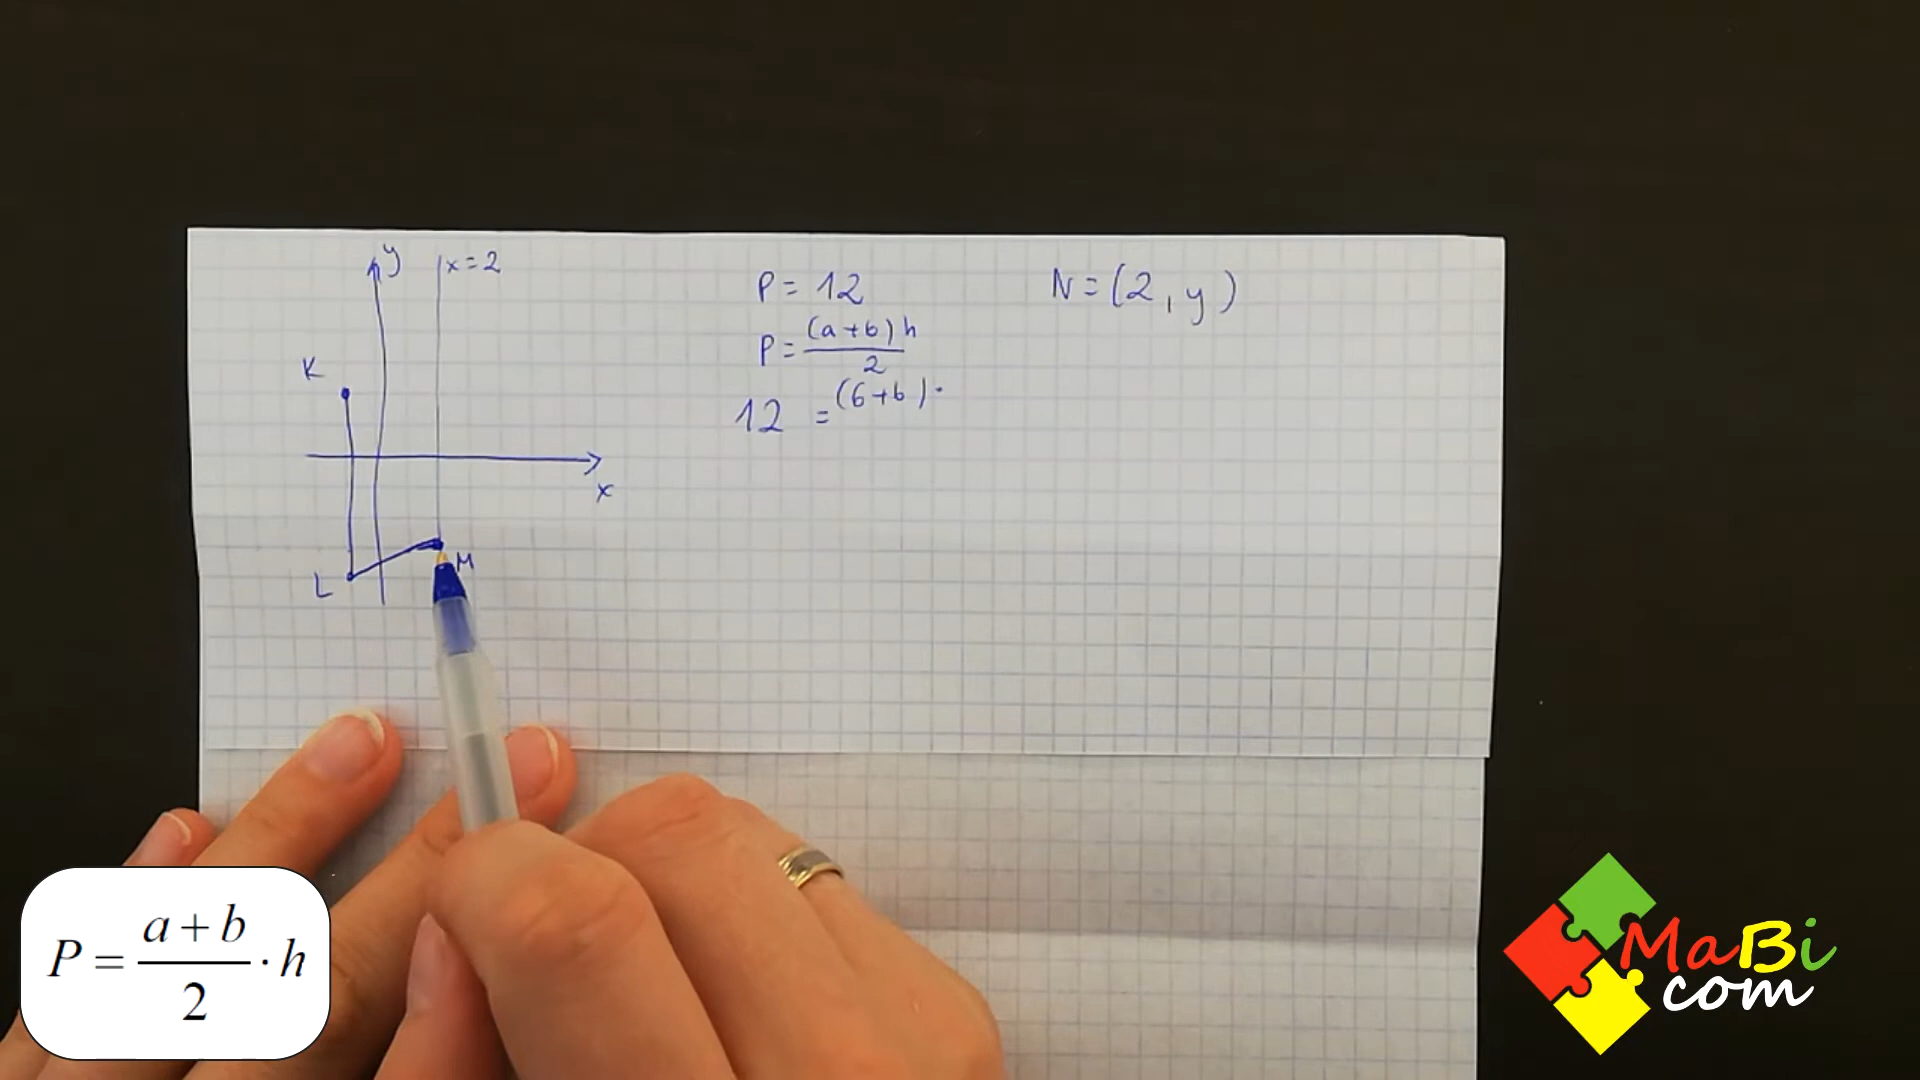 y
x=2
K
x
L
M
P = 12
P = (a+b)h / 2
12 = (6+b)·
N = (2, y)
P = a + b / 2 · h
MaBi
com